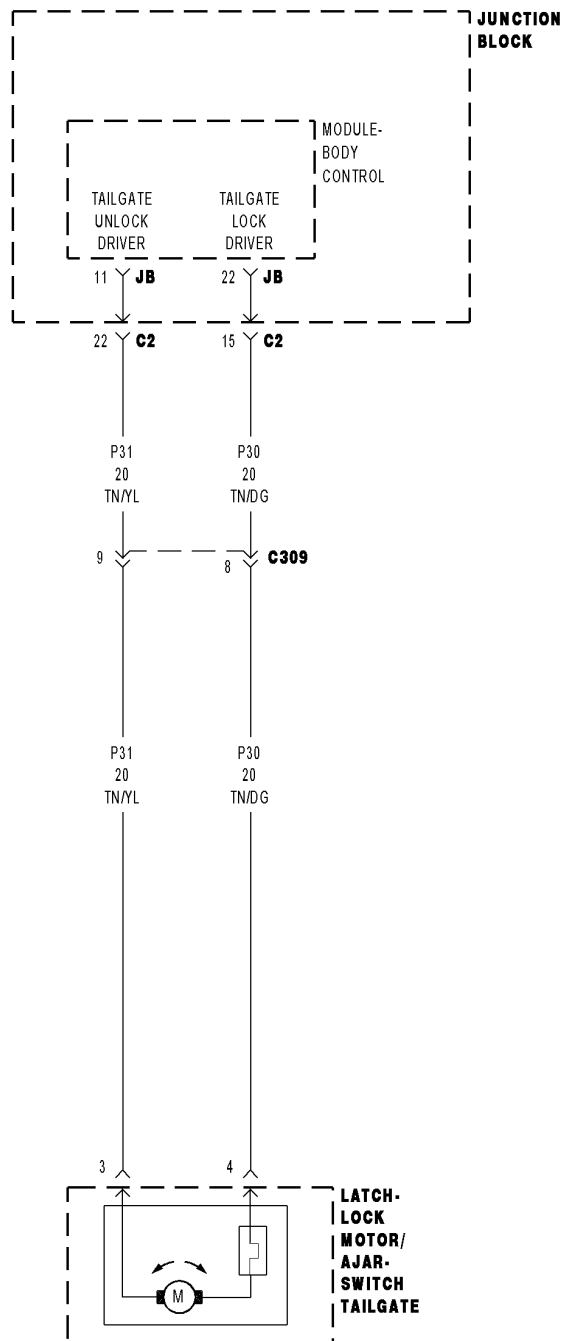 JUNCTION
BLOCK
MODULE-
BODY
CONTROL
TAILGATE
UNLOCK
DRIVER
TAILGATE
LOCK
DRIVER
11 JB
22 JB
22 C2
15 C2
P31
20
TN/YL
P30
20
TN/DG
9
8
C309
P31
20
TN/YL
P30
20
TN/DG
3
4
LATCH-
LOCK
MOTOR/
AJAR-
SWITCH
TAILGATE
M